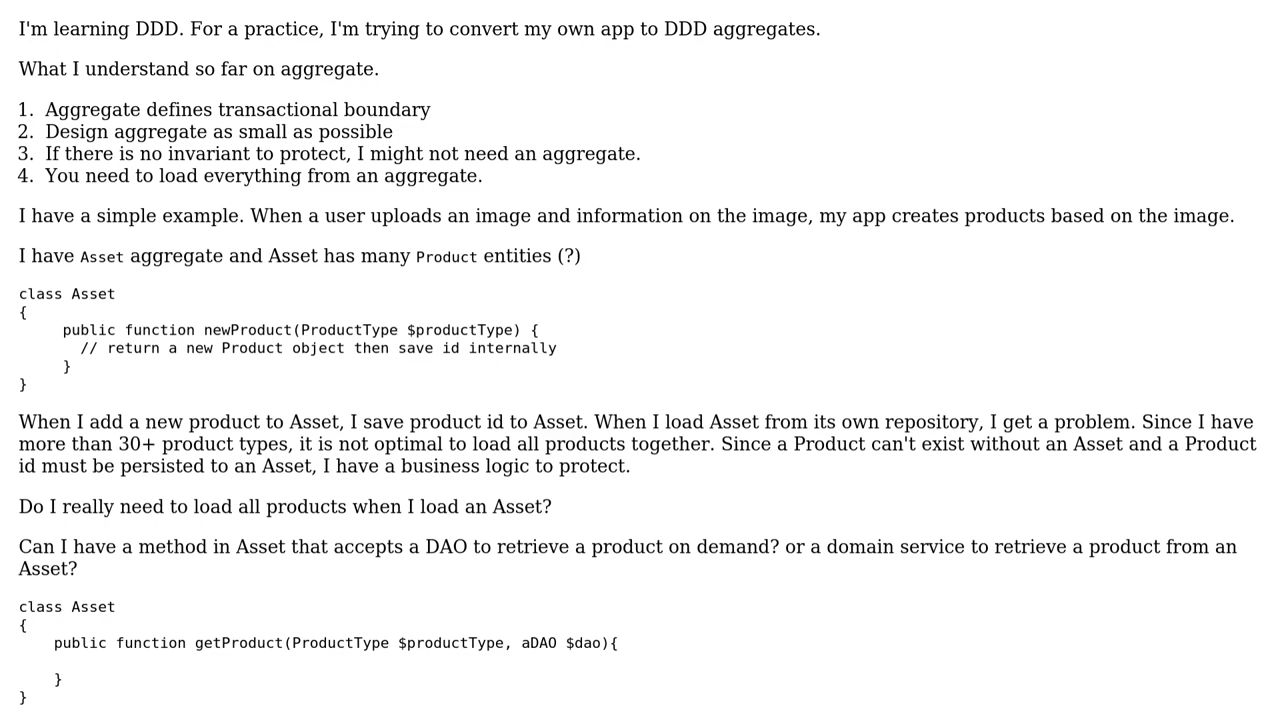 I'm learning DDD. For a practice, I'm trying to convert my own app to DDD aggregates.
What I understand so far on aggregate.
1. Aggregate defines transactional boundary
2. Design aggregate as small as possible
3. If there is no invariant to protect, I might not need an aggregate.
4. You need to load everything from an aggregate.
I have a simple example. When a user uploads an image and information on the image, my app creates products based on the image.
I have Asset aggregate and Asset has many Product entities (?)
class Asset
{
     public function newProduct(ProductType $productType) {
       // return a new Product object then save id internally
     }
}
When I add a new product to Asset, I save product id to Asset. When I load Asset from its own repository, I get a problem. Since I have
more than 30+ product types, it is not optimal to load all products together. Since a Product can't exist without an Asset and a Product
id must be persisted to an Asset, I have a business logic to protect.
Do I really need to load all products when I load an Asset?
Can I have a method in Asset that accepts a DAO to retrieve a product on demand? or a domain service to retrieve a product from an
Asset?
class Asset
{
    public function getProduct(ProductType $productType, aDAO $dao){
    }
}